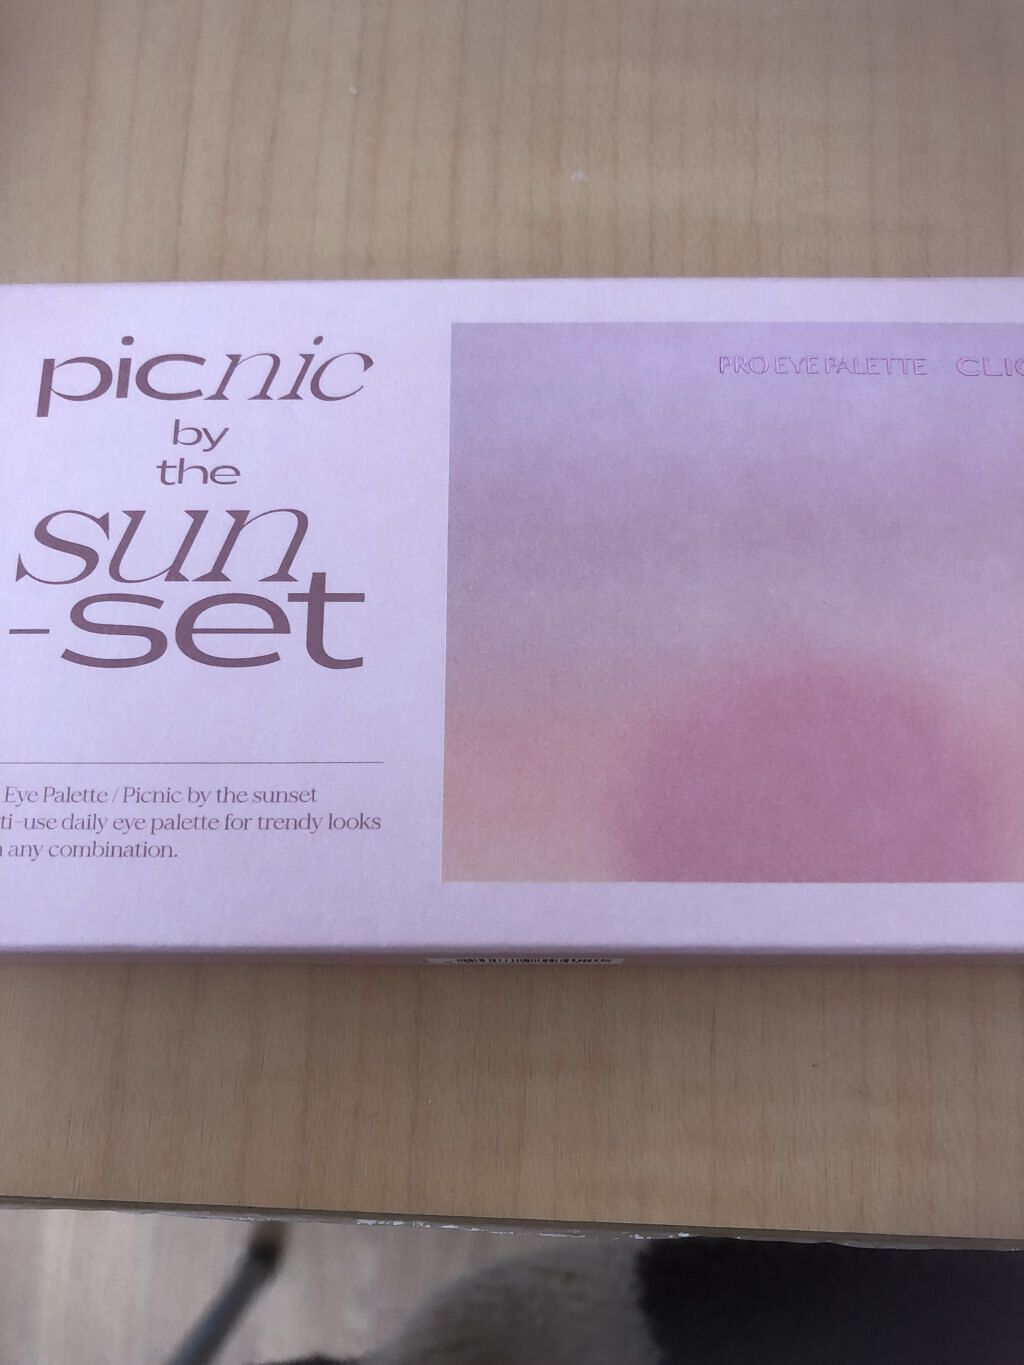 picnic
by
the
sun
-set
Eye Palette / Picnic by the sunset
ti-use daily eye palette for trendy looks
any combination.
PRO EYE PALETTE CLIO